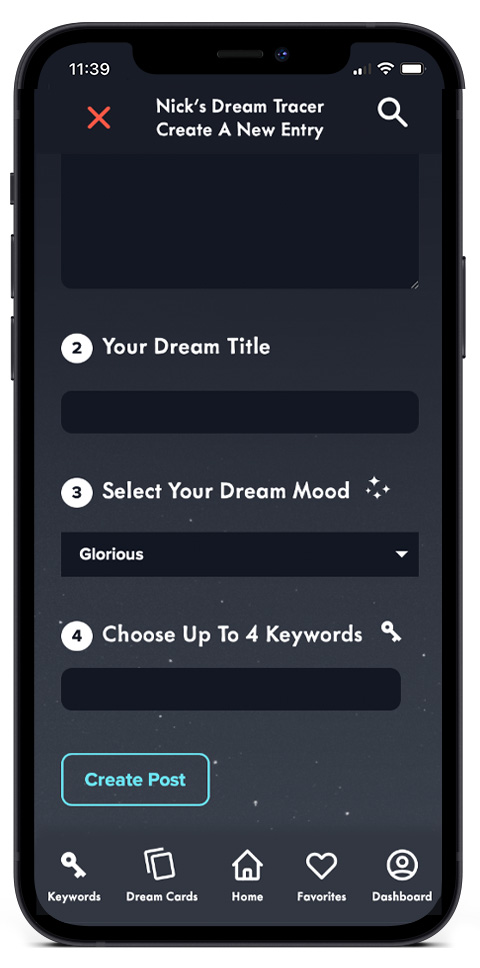 11:39
Nick's Dream Tracer
Create A New Entry
2 Your Dream Title
3 Select Your Dream Mood
Glorious
4 Choose Up To 4 Keywords
Create Post
Keywords Dream Cards Home Favorites Dashboard